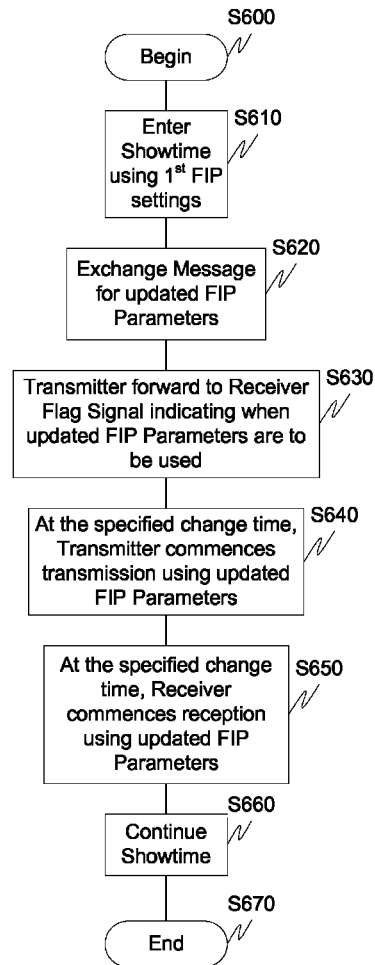 S600
Begin
S610
Enter
Showtime
using 1st FIP
settings
S620
Exchange Message
for updated FIP
Parameters
S630
Transmitter forward to Receiver
Flag Signal indicating when
updated FIP Parameters are to
be used
S640
At the specified change time,
Transmitter commences
transmission using updated
FIP Parameters
S650
At the specified change
time, Receiver
commences reception
using updated FIP
Parameters
S660
Continue
Showtime
S670
End